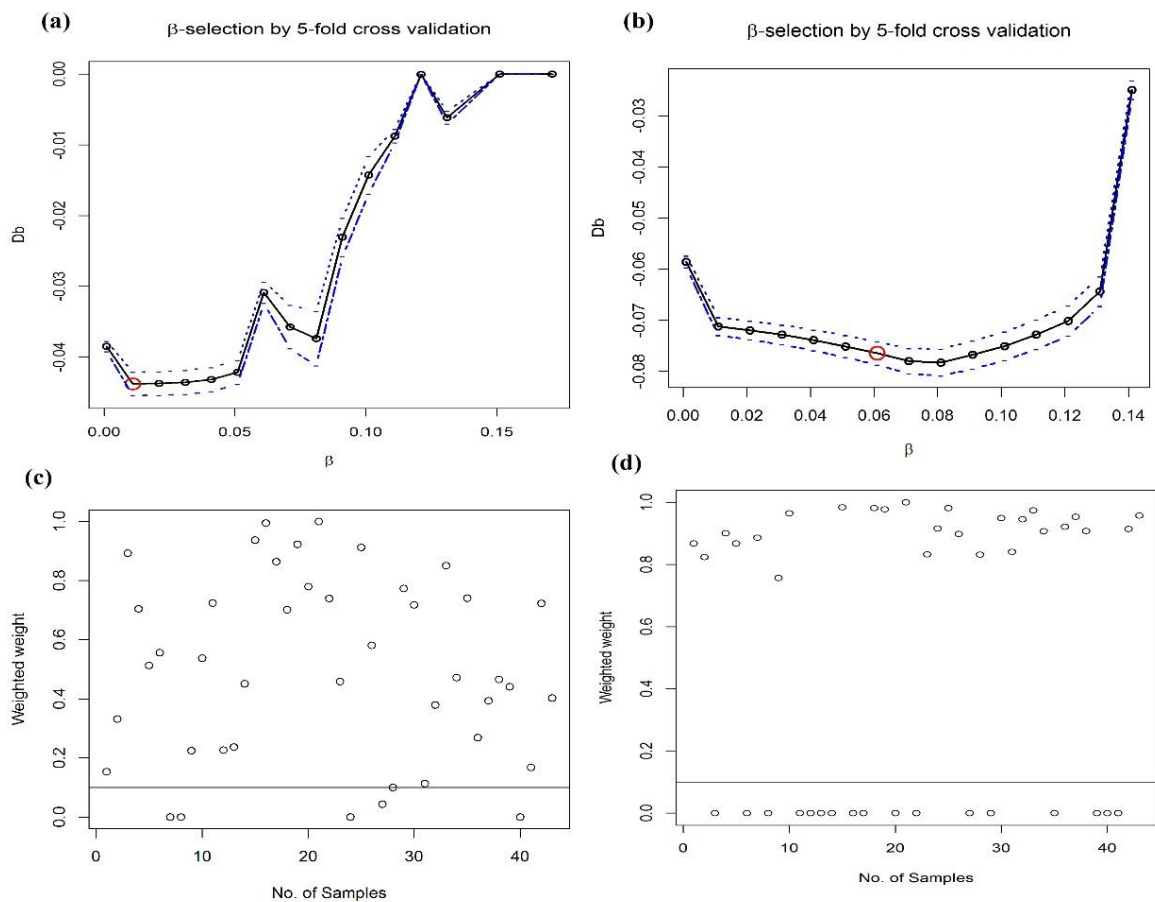 (a)
β-selection by 5-fold cross validation
Db
0.00
-0.01
-0.02
-0.03
-0.04
0.00 0.05 0.10 0.15
β
(b)
β-selection by 5-fold cross validation
Db
-0.03
-0.04
-0.05
-0.06
-0.07
-0.08
0.00 0.02 0.04 0.06 0.08 0.10 0.12 0.14
β
(c)
Weighted weight
1.0
0.8
0.6
0.4
0.2
0.0
0 10 20 30 40
No. of Samples
(d)
Weighted weight
1.0
0.8
0.6
0.4
0.2
0.0
0 10 20 30 40
No. of Samples